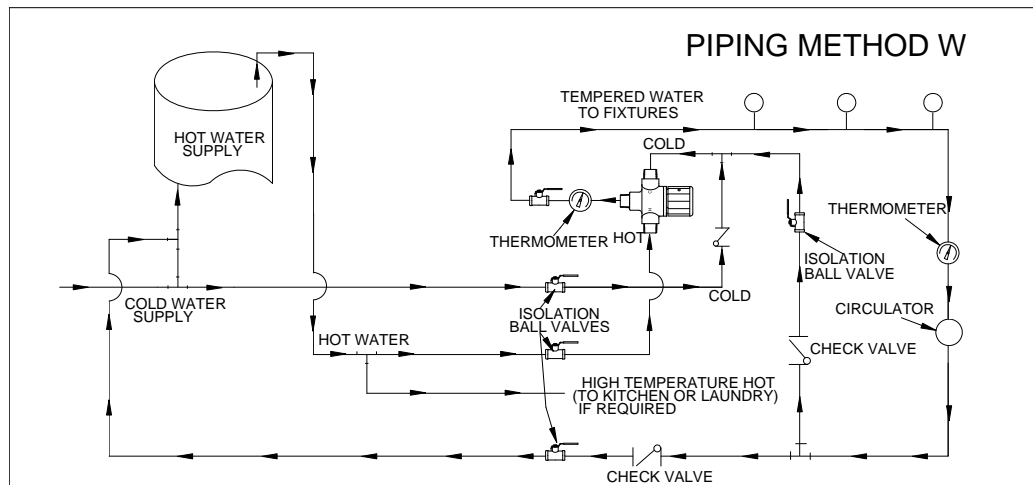 PIPING METHOD W
TEMPERED WATER
TO FIXTURES
HOT WATER
SUPPLY
COLD
THERMOMETER
HOT
THERMOMETER
ISOLATION
BALL VALVE
COLD WATER
SUPPLY
COLD
ISOLATION
BALL VALVES
CIRCULATOR
HOT WATER
CHECK VALVE
HIGH TEMPERATURE HOT
(TO KITCHEN OR LAUNDRY)
IF REQUIRED
CHECK VALVE